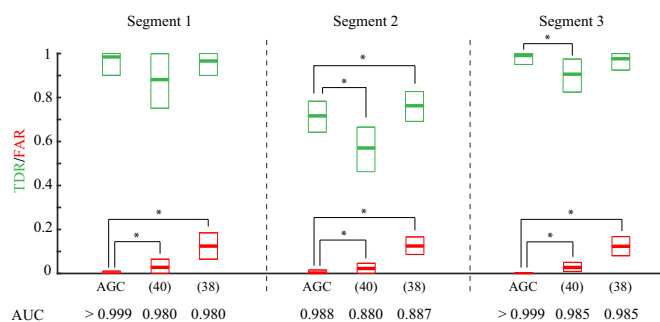 Segment 1 Segment 2 Segment 3
* *
1
* *
0.8
0.6
TDR/FAR
0.4
0.2
* * *
* * *
0
AGC (40) (38) AGC (40) (38) AGC (40) (38)
AUC > 0.999 0.980 0.980 0.988 0.880 0.887 > 0.999 0.985 0.985